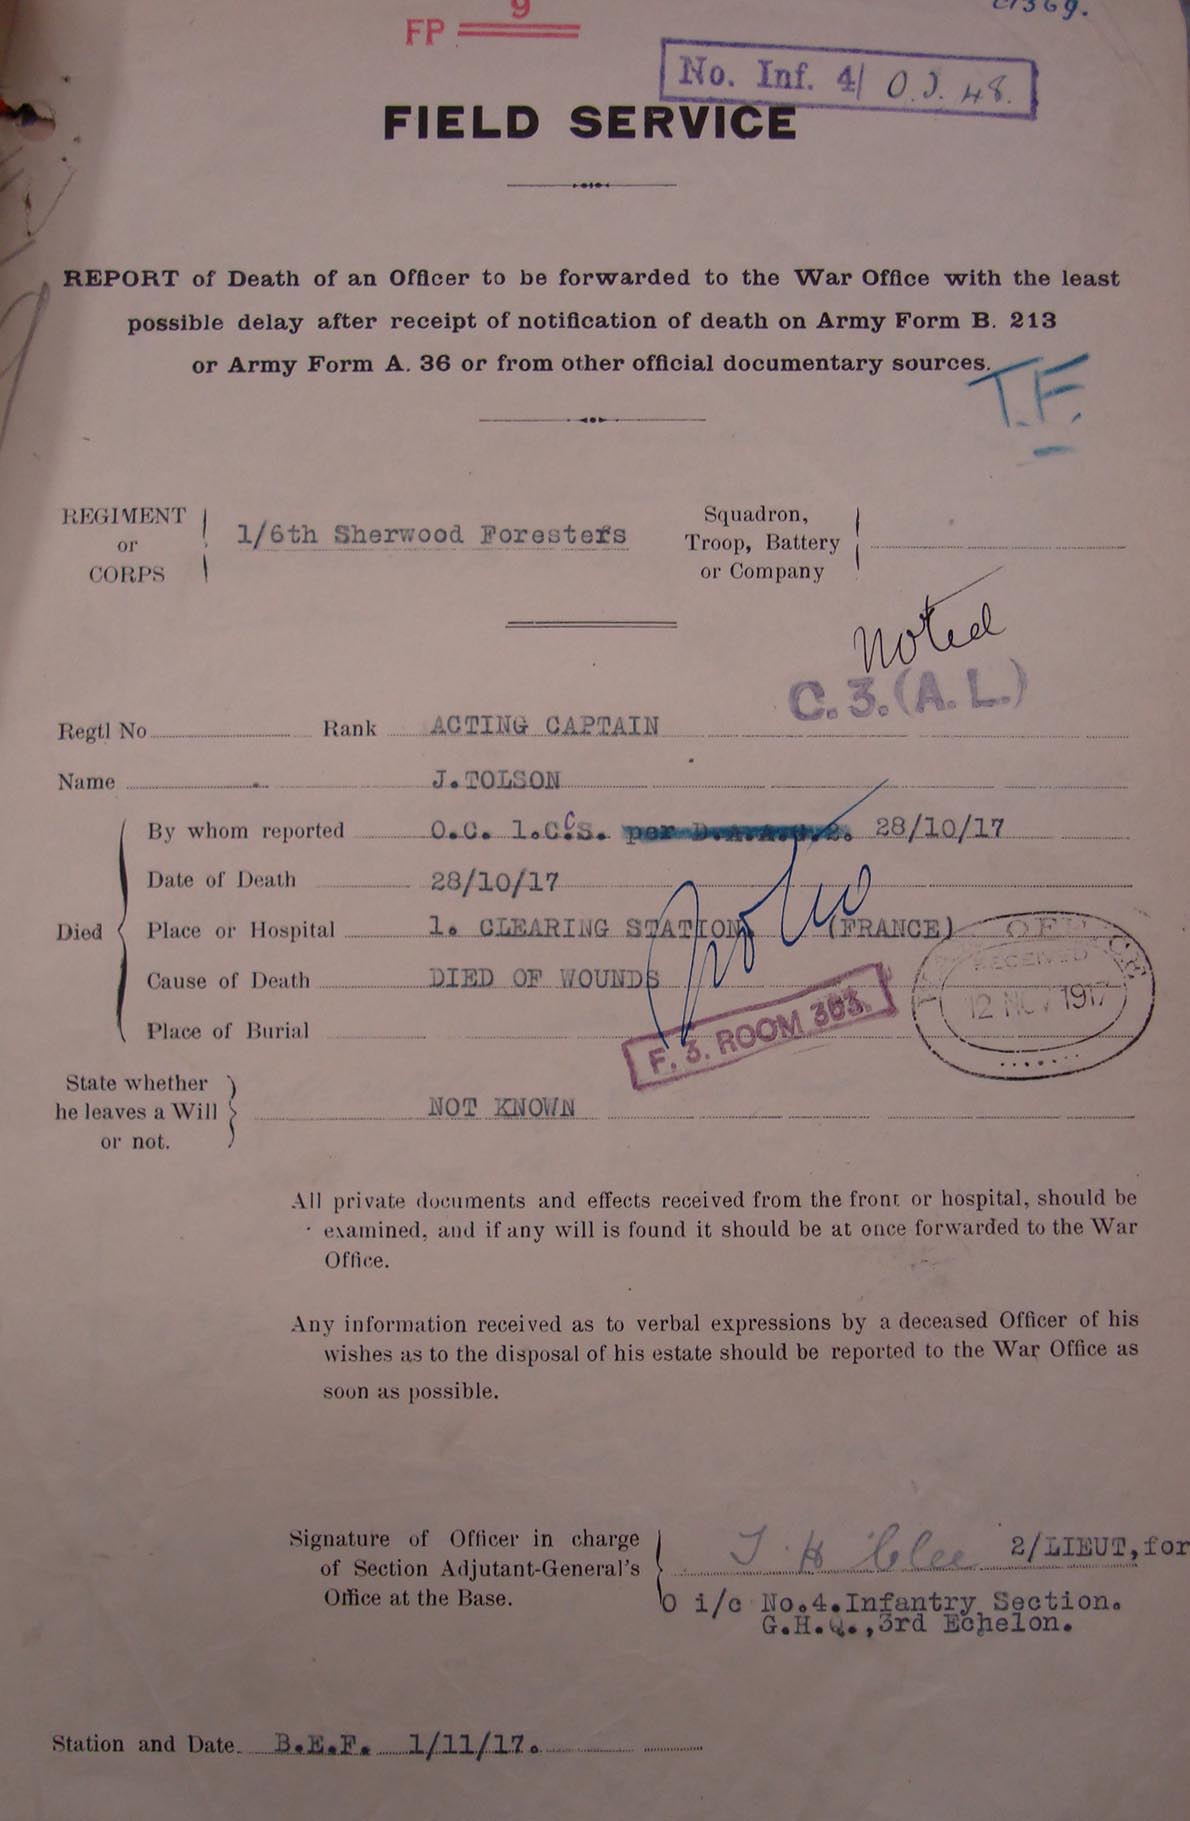 9
FP
No. Inf. 4/ O.J. 48.
FIELD SERVICE
REPORT of Death of an Officer to be forwarded to the War Office with the least
possible delay after receipt of notification of death on Army Form B. 213
or Army Form A. 36 or from other official documentary sources.
T.F.
REGIMENT
or
CORPS
1/6th Sherwood Foresters
Squadron,
Troop, Battery
or Company
Noted
C.3.(A.L.)
Regtl No Rank ACTING CAPTAIN
Name J.TOLSON
Died
By whom reported O.C. 1.C.C.S. per 28/10/17
Date of Death 28/10/17
Place or Hospital 1. CLEARING STATION. (FRANCE)
Noted
Cause of Death DIED OF WOUNDS
Place of Burial
F. 3. ROOM 363.
OFFICE
RECEIVED
12 NOV 1917
State whether
he leaves a Will
or not.
NOT KNOWN
All private documents and effects received from the front or hospital, should be
examined, and if any will is found it should be at once forwarded to the War
Office.
Any information received as to verbal expressions by a deceased Officer of his
wishes as to the disposal of his estate should be reported to the War Office as
soon as possible.
Signature of Officer in charge
of Section Adjutant-General's
Office at the Base.
2/LIEUT, for
O i/c No.4.Infantry Section.
G.H.Q.,3rd Echelon.
Station and Date. B.E.F. 1/11/17.